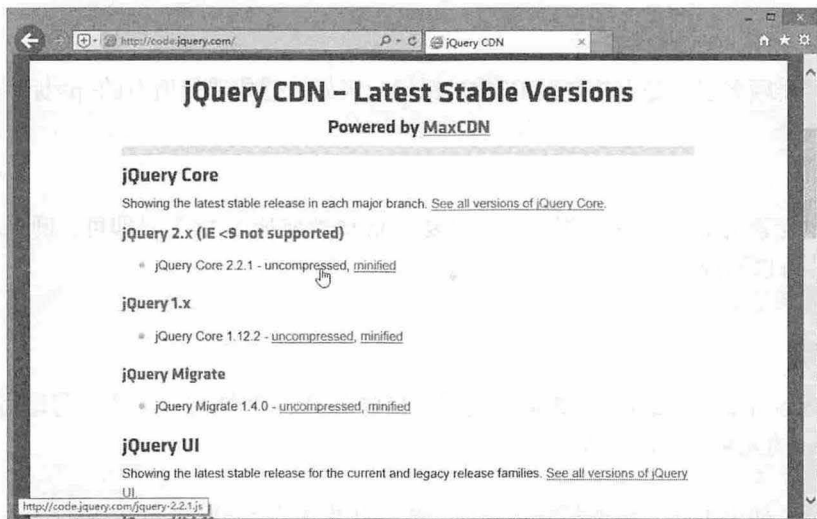 http://code.jquery.com/
jQuery CDN
jQuery CDN – Latest Stable Versions
Powered by MaxCDN
jQuery Core
Showing the latest stable release in each major branch. See all versions of jQuery Core.
jQuery 2.x (IE <9 not supported)
jQuery Core 2.2.1 - uncompressed, minified
jQuery 1.x
jQuery Core 1.12.2 - uncompressed, minified
jQuery Migrate
jQuery Migrate 1.4.0 - uncompressed, minified
jQuery UI
Showing the latest stable release for the current and legacy release families. See all versions of jQuery
UI.
http://code.jquery.com/jquery-2.2.1.js